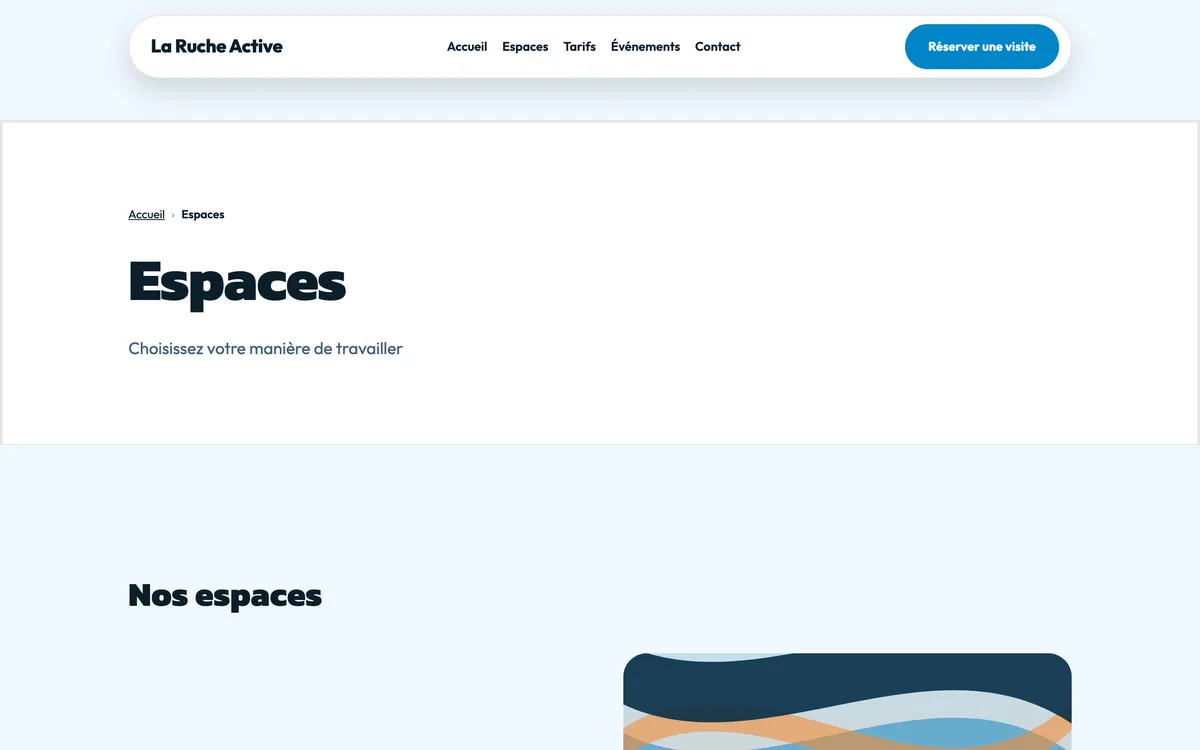 La Ruche Active
Accueil Espaces Tarifs Événements Contact
Réserver une visite
Accueil › Espaces
Espaces
Choisissez votre manière de travailler
Nos espaces